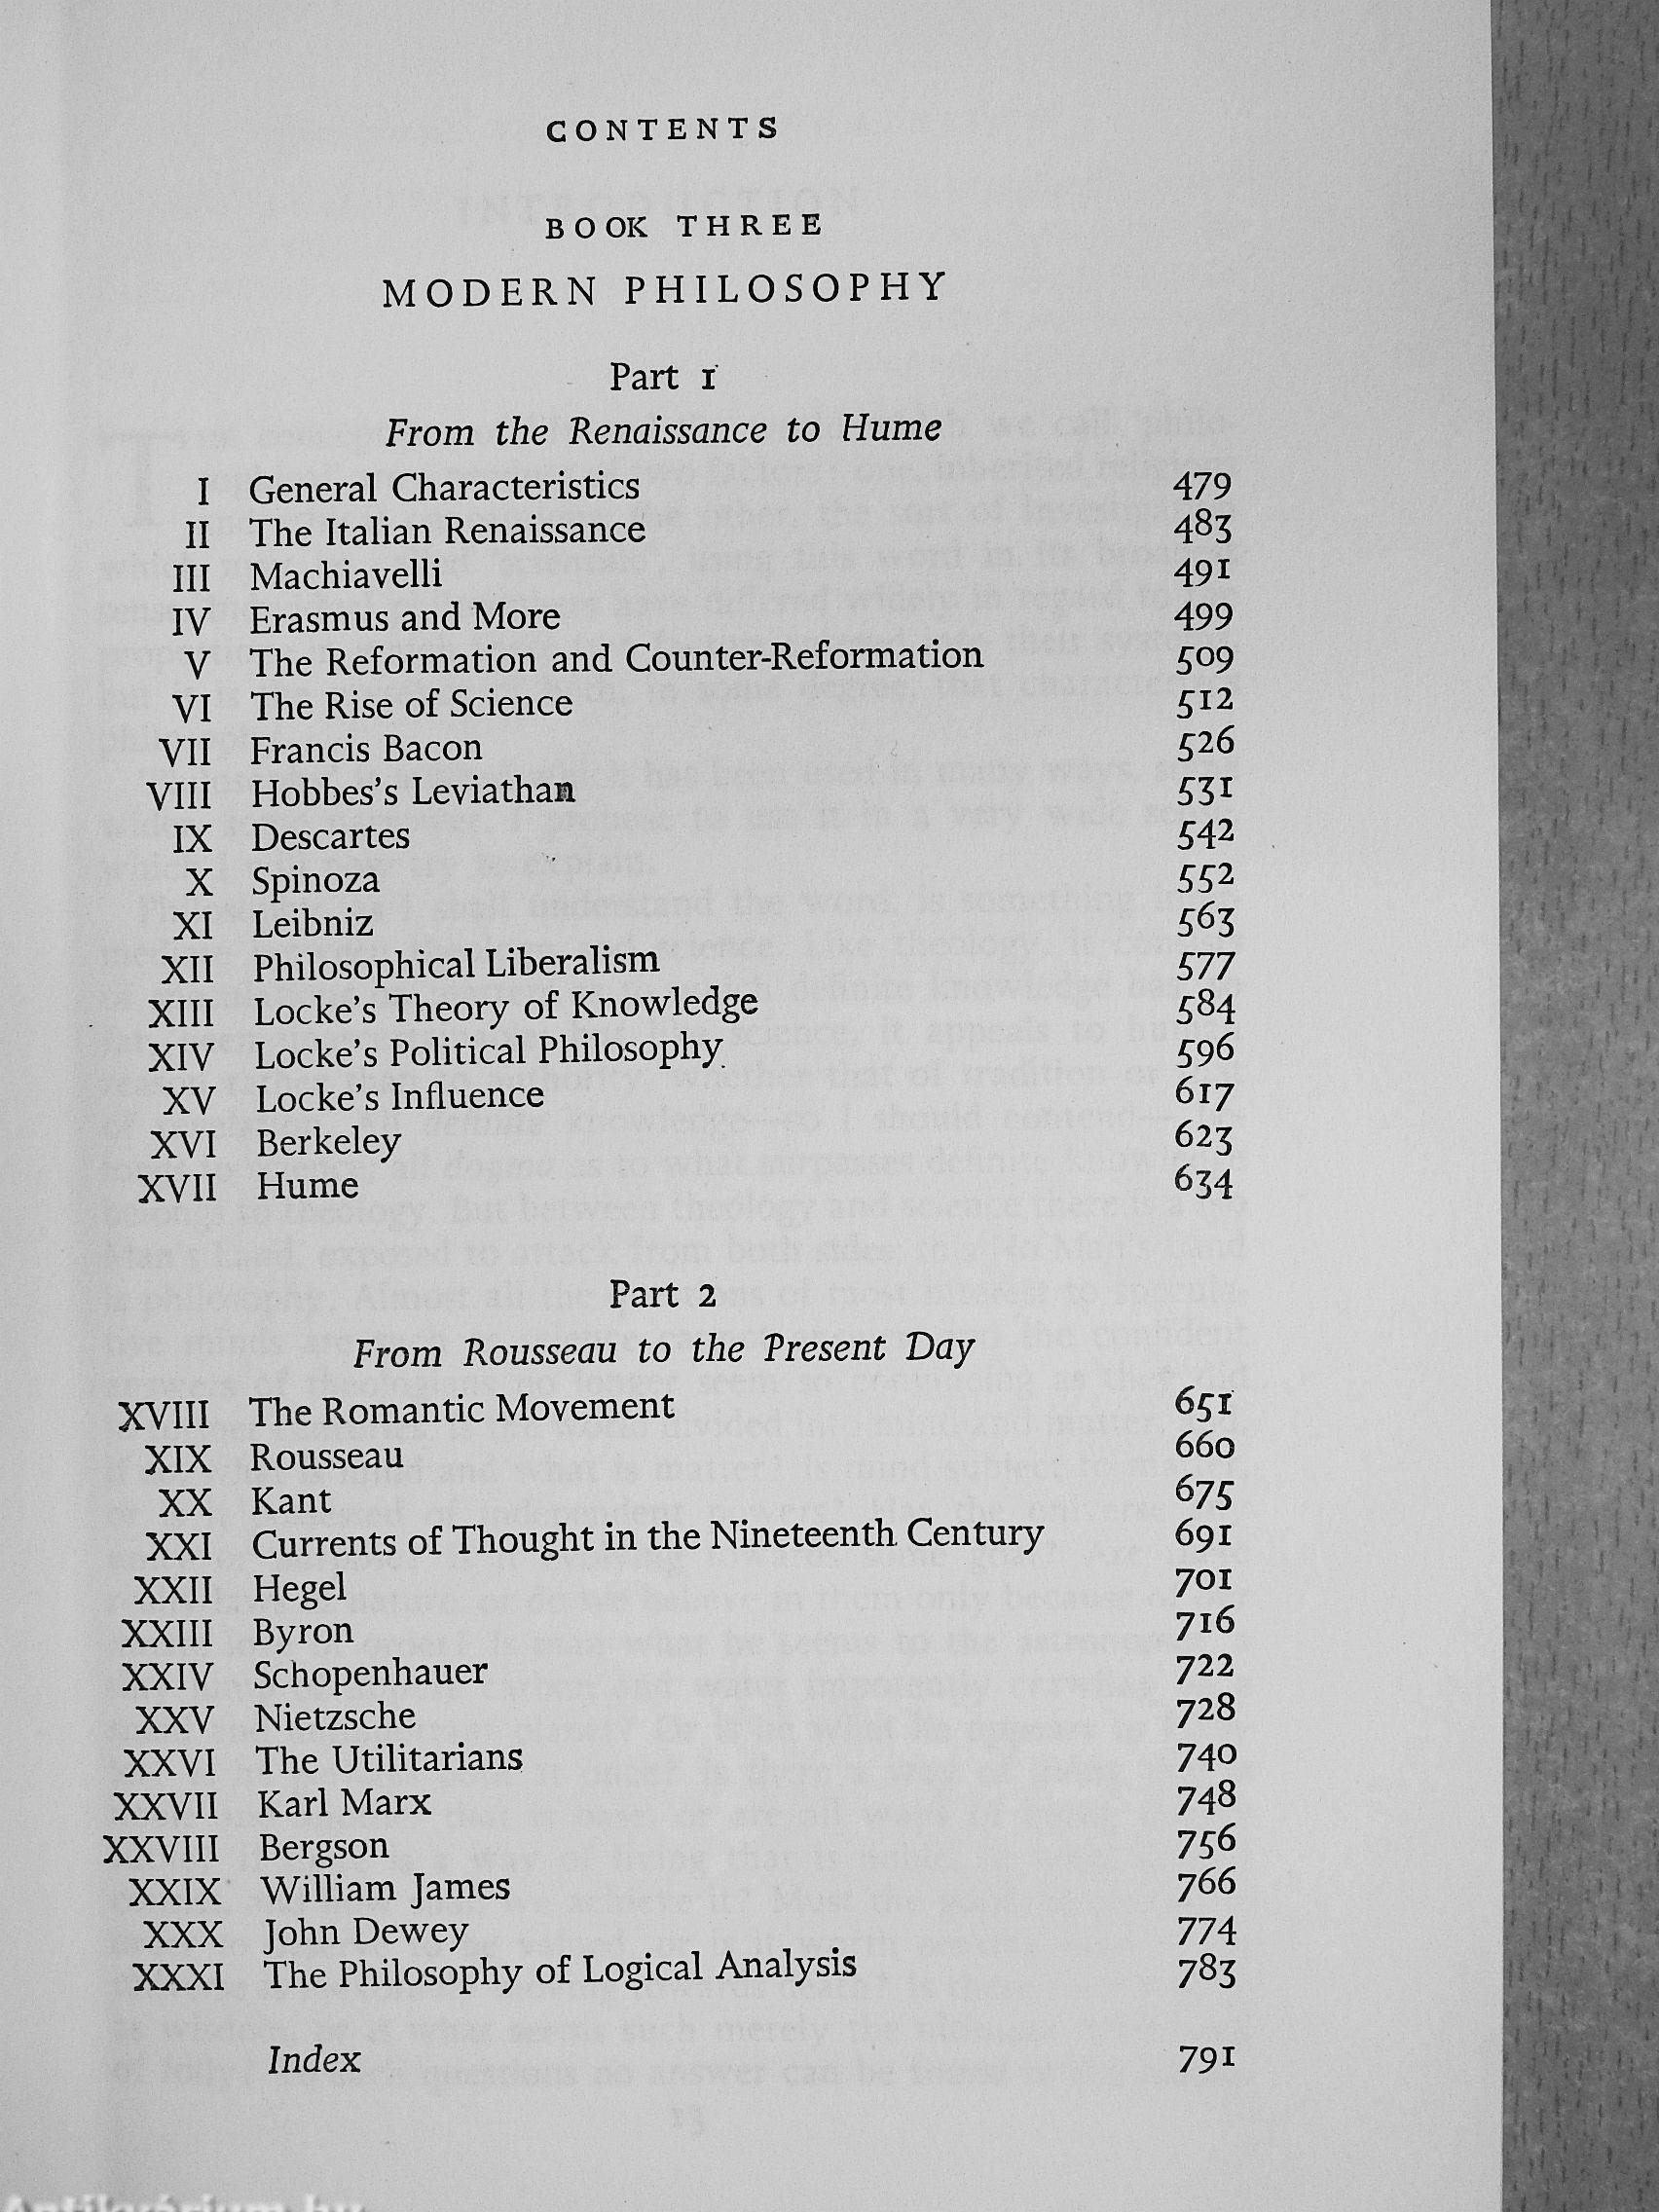 CONTENTS
BOOK THREE
MODERN PHILOSOPHY
Part 1
From the Renaissance to Hume
I General Characteristics 479
II The Italian Renaissance 483
III Machiavelli 491
IV Erasmus and More 499
V The Reformation and Counter-Reformation 509
VI The Rise of Science 512
VII Francis Bacon 526
VIII Hobbes's Leviathan 531
IX Descartes 542
X Spinoza 552
XI Leibniz 563
XII Philosophical Liberalism 577
XIII Locke's Theory of Knowledge 584
XIV Locke's Political Philosophy 596
XV Locke's Influence 617
XVI Berkeley 623
XVII Hume 634
Part 2
From Rousseau to the Present Day
XVIII The Romantic Movement 651
XIX Rousseau 660
XX Kant 675
XXI Currents of Thought in the Nineteenth Century 691
XXII Hegel 701
XXIII Byron 716
XXIV Schopenhauer 722
XXV Nietzsche 728
XXVI The Utilitarians 740
XXVII Karl Marx 748
XXVIII Bergson 756
XXIX William James 766
XXX John Dewey 774
XXXI The Philosophy of Logical Analysis 783
Index 791